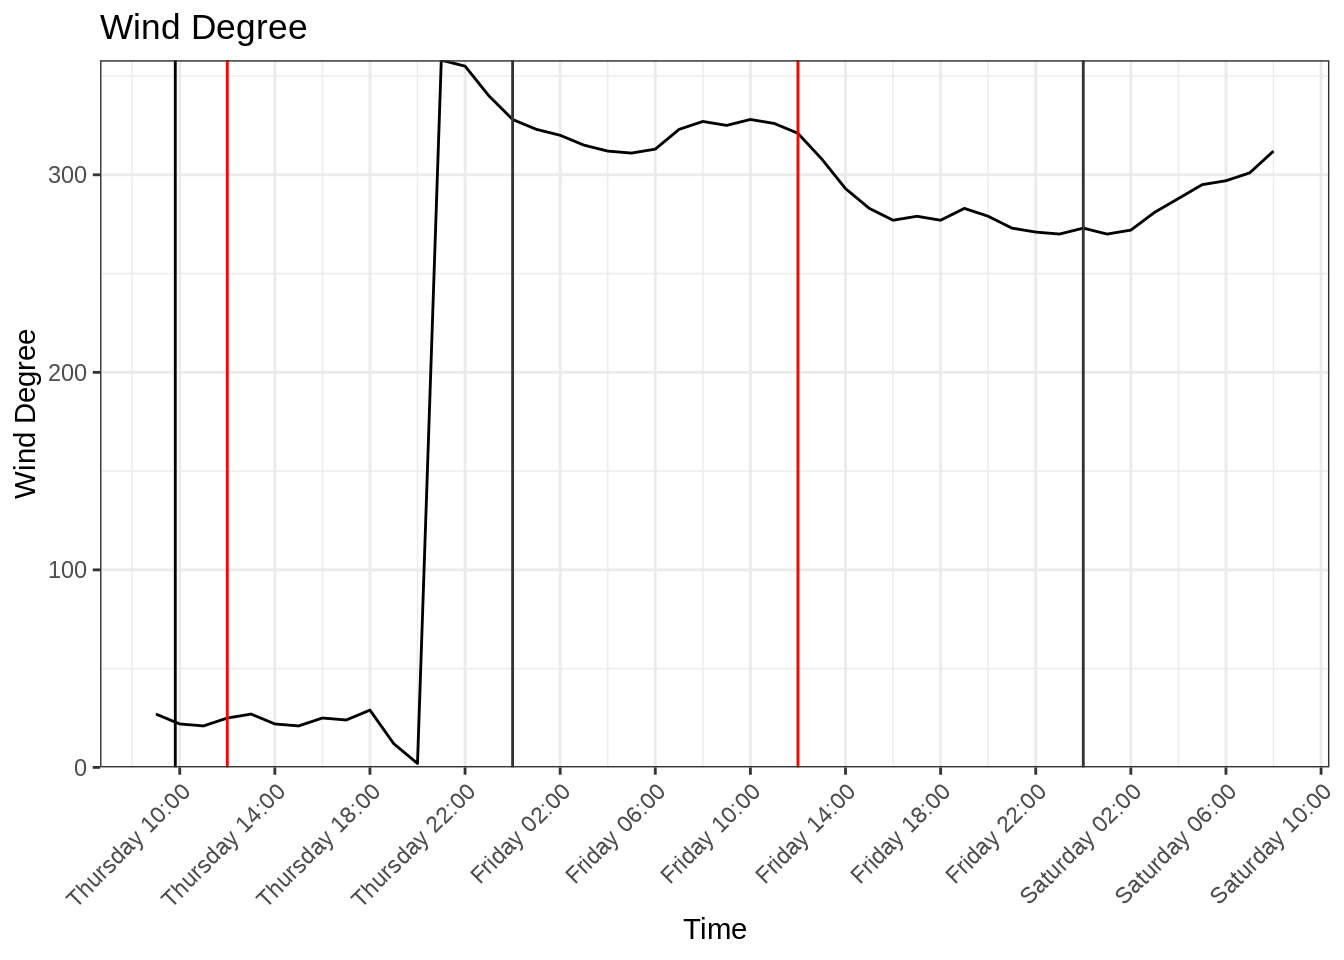 Wind Degree
Wind Degree
300
200
100
0
Thursday 10:00
Thursday 14:00
Thursday 18:00
Thursday 22:00
Friday 02:00
Friday 06:00
Friday 10:00
Friday 14:00
Friday 18:00
Friday 22:00
Saturday 02:00
Saturday 06:00
Saturday 10:00
Time